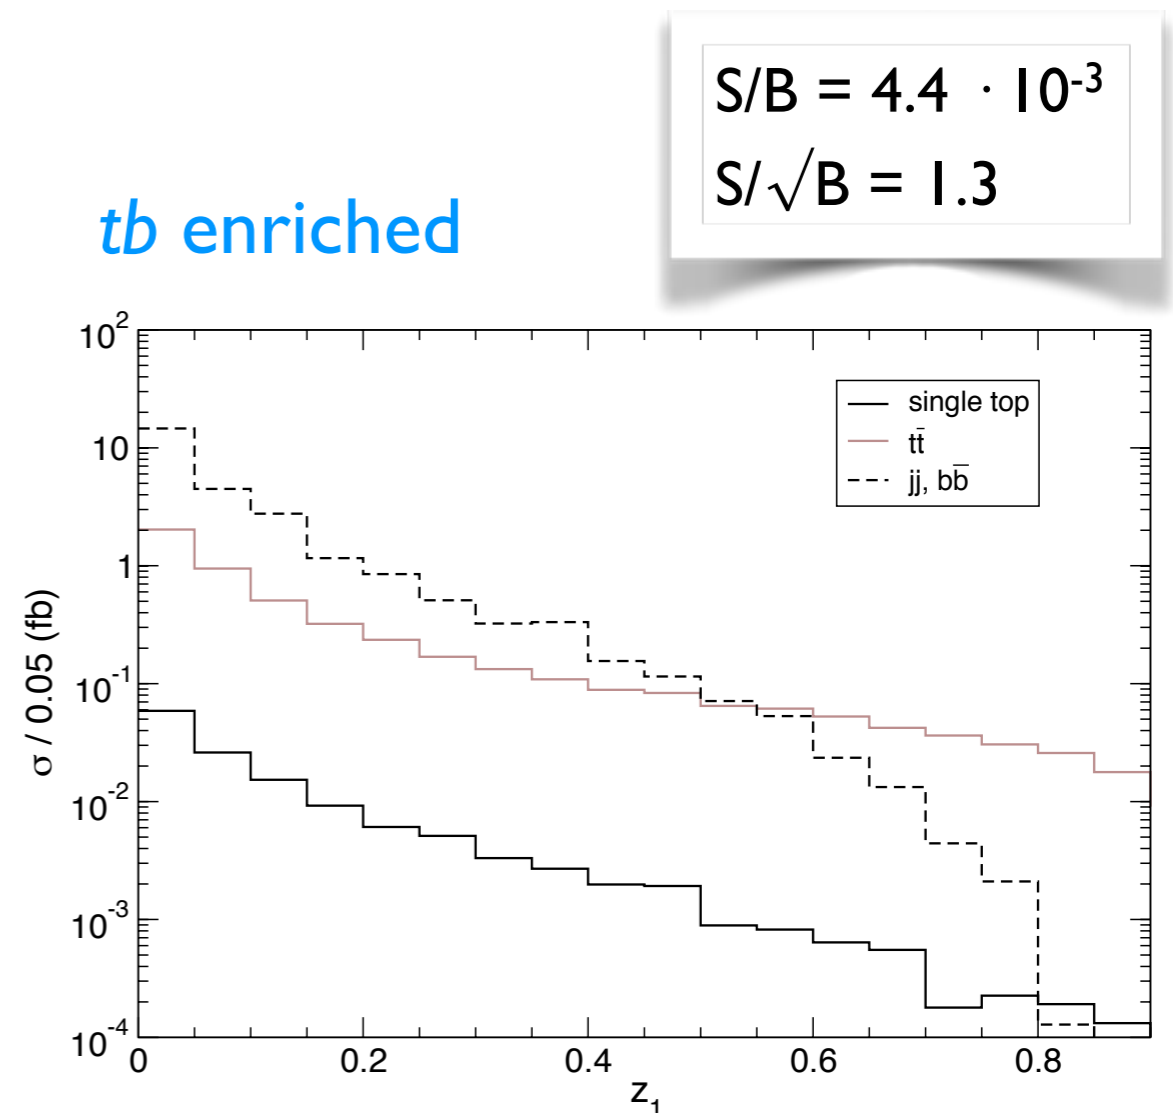 S/B = 4.4 · 10⁻³
S/√B = 1.3
tb enriched
10²
10
1
10⁻¹
10⁻²
10⁻³
10⁻⁴
σ / 0.05 (fb)
single top
tt̄
jj, bb̄
0
0.2
0.4
0.6
0.8
z₁